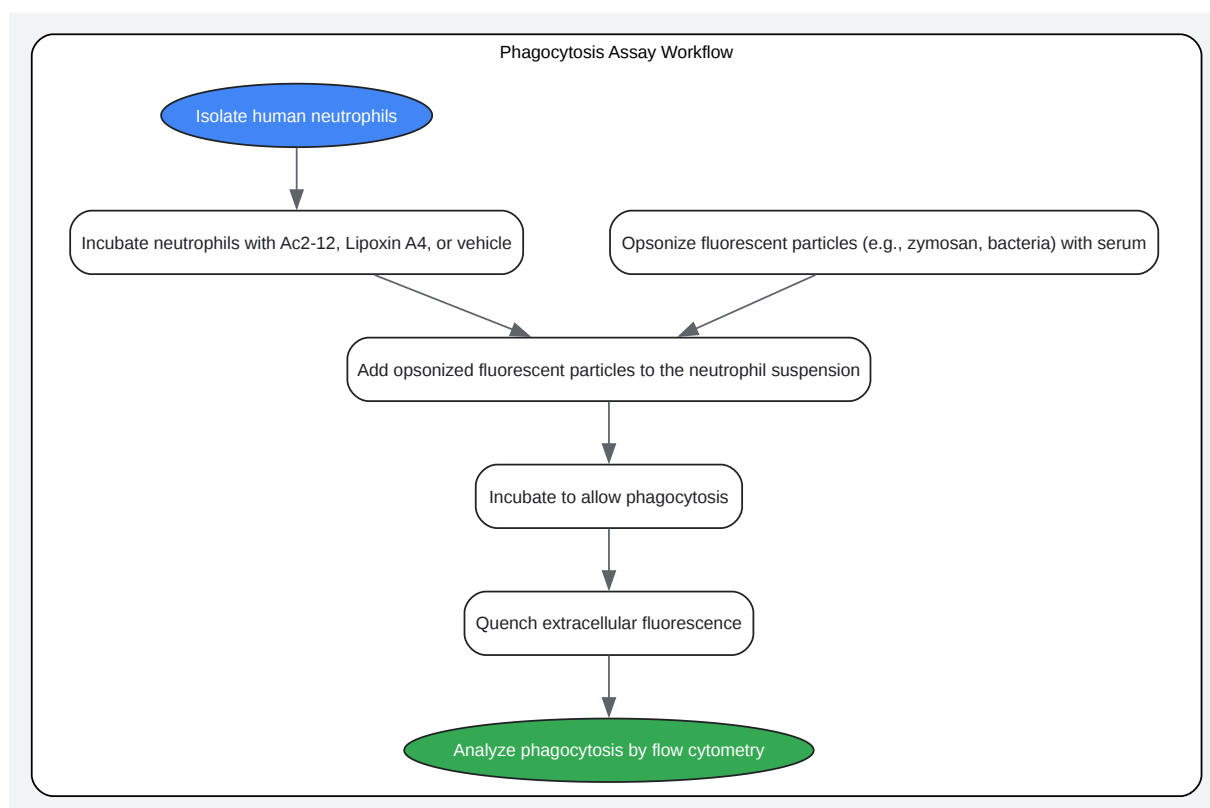 Phagocytosis Assay Workflow
Isolate human neutrophils
Incubate neutrophils with Ac2-12, Lipoxin A4, or vehicle
Opsonize fluorescent particles (e.g., zymosan, bacteria) with serum
Add opsonized fluorescent particles to the neutrophil suspension
Incubate to allow phagocytosis
Quench extracellular fluorescence
Analyze phagocytosis by flow cytometry